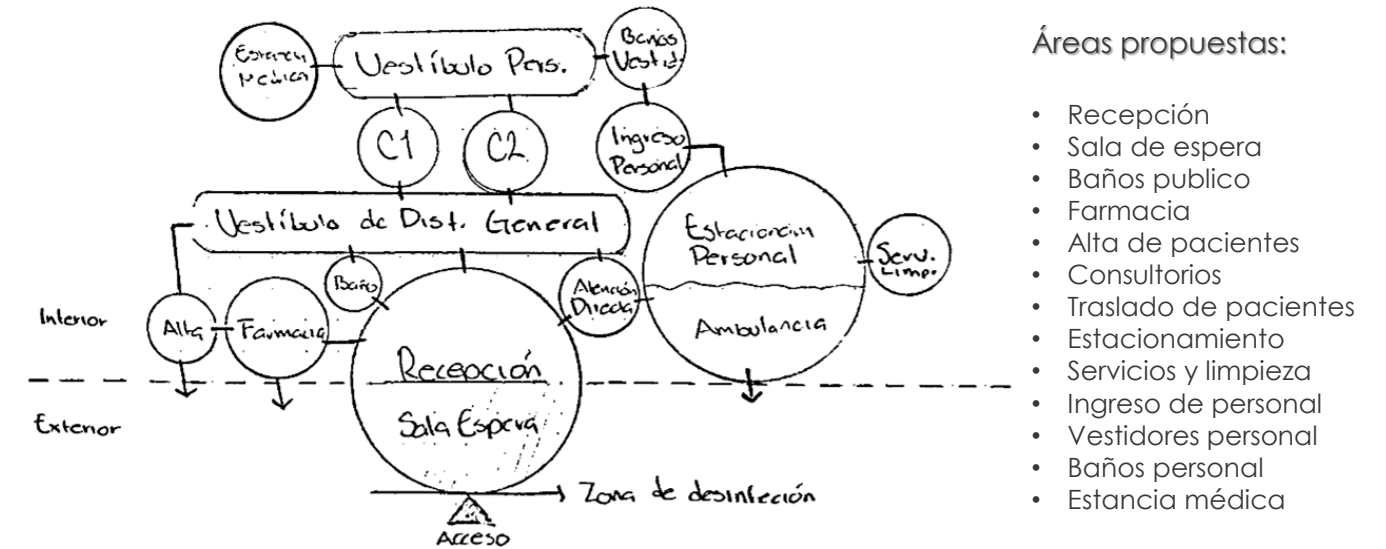 Estancia
Médica
Vestíbulo Pers.
Baños
Vestid.
C1
C2
Ingreso
Personal
Vestíbulo de Dist. General
Estacionam
Personal
Serv.
Limp.
Baño
Atención
Directa
Interior
Alta
Farmacia
Ambulancia
Recepción
Sala Espera
Exterior
Zona de desinfección
Acceso
Áreas propuestas:
• Recepción
• Sala de espera
• Baños publico
• Farmacia
• Alta de pacientes
• Consultorios
• Traslado de pacientes
• Estacionamiento
• Servicios y limpieza
• Ingreso de personal
• Vestidores personal
• Baños personal
• Estancia médica